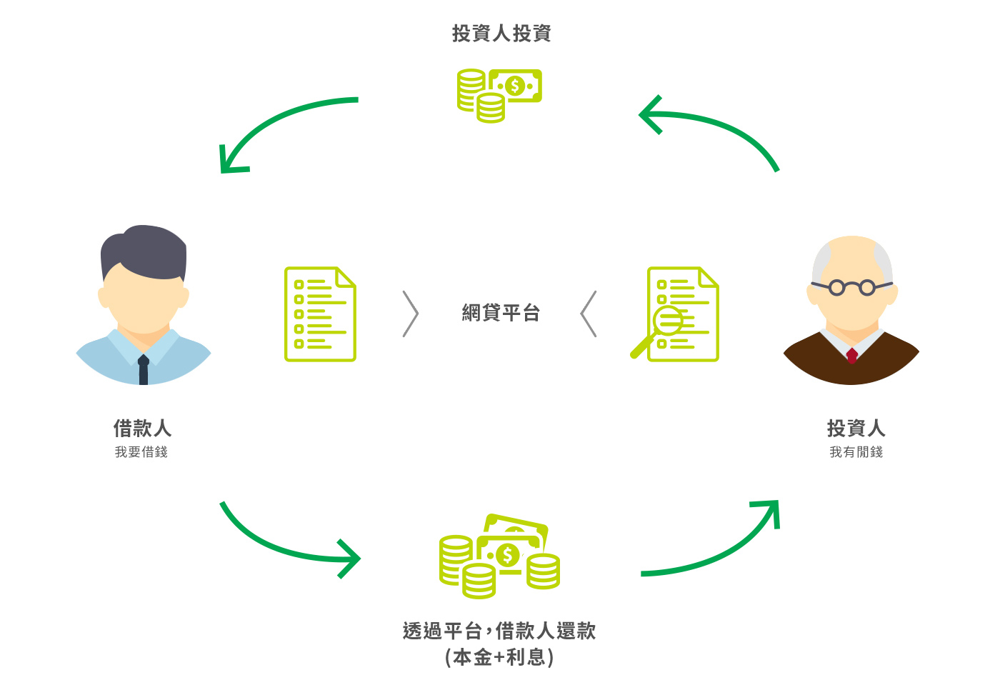 投資人投資
網貸平台
借款人
我要借錢
投資人
我有閒錢
透過平台，借款人還款
(本金+利息)